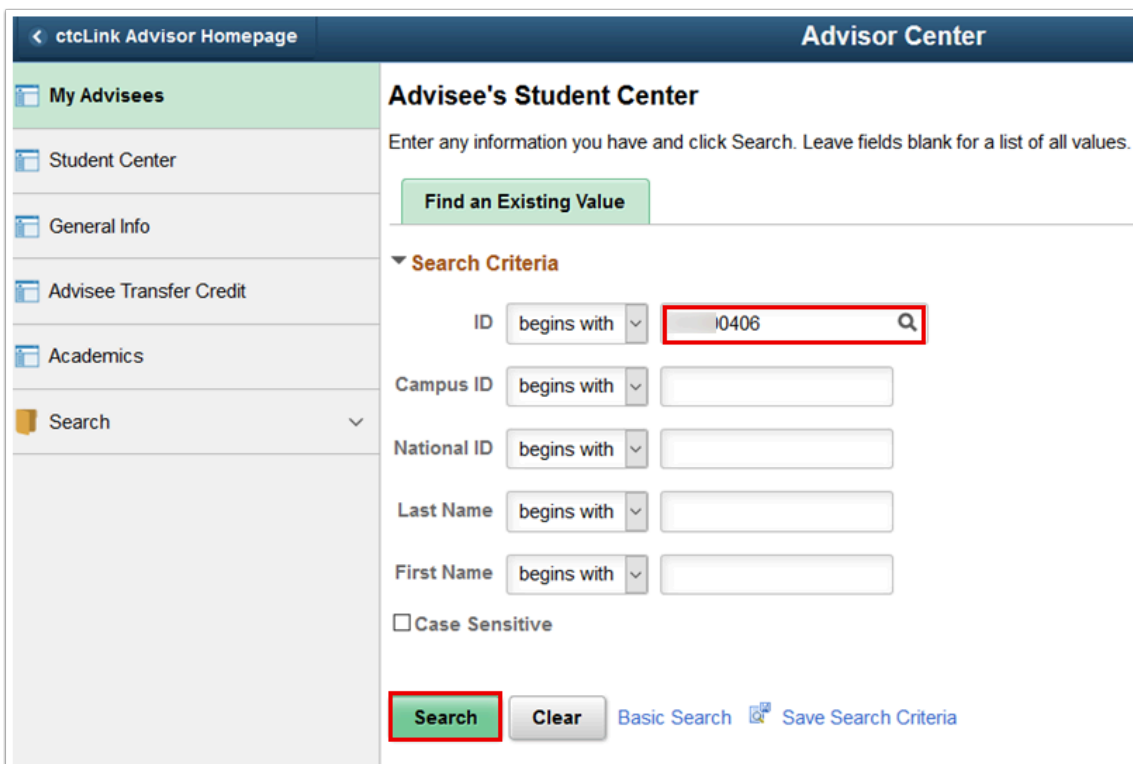 ctcLink Advisor Homepage
Advisor Center
My Advisees
Student Center
General Info
Advisee Transfer Credit
Academics
Search
Advisee's Student Center
Enter any information you have and click Search. Leave fields blank for a list of all values.
Find an Existing Value
Search Criteria
ID begins with 0406
Campus ID begins with
National ID begins with
Last Name begins with
First Name begins with
Case Sensitive
Search Clear Basic Search Save Search Criteria